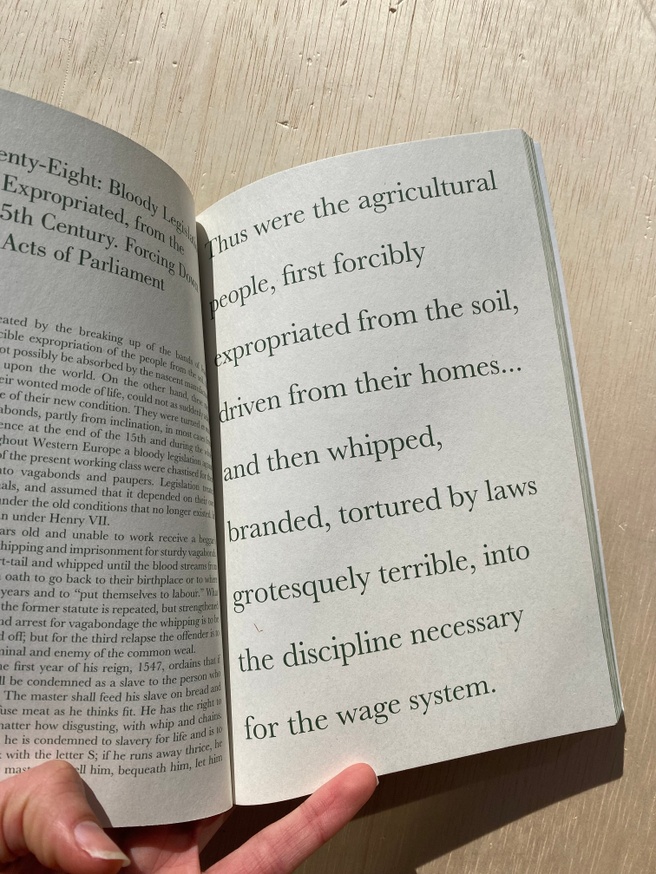 enty-Eight: Bloody Legisla
Expropriated, from the
5th Century. Forcing Down
Acts of Parliament
eated by the breaking up of the bands of
cible expropriation of the people from the
ot possibly be absorbed by the nascent
upon the world. On the other hand,
eir wonted mode of life, could not as suddenly
e of their new condition. They were turned
abonds, partly from inclination, in most cases
ence at the end of the 15th and during the
ghout Western Europe a bloody legislation
of the present working class were chastised for
nto vagabonds and paupers. Legislation
als, and assumed that it depended on their
under the old conditions that no longer existed.
n under Henry VII.
ars old and unable to work receive a
hipping and imprisonment for sturdy
rt-tail and whipped until the blood streams
oath to go back to their birthplace or to
years and to “put themselves to labour.”
the former statute is repeated, but strengthened
nd arrest for vagabondage the whipping is to be
d off; but for the third relapse the offender is
minal and enemy of the common weal.
he first year of his reign, 1547, ordains that
ll be condemned as a slave to the person who
The master shall feed his slave on bread and
fuse meat as he thinks fit. He has the right to
matter how disgusting, with whip and chains.
he is condemned to slavery for life and is to
with the letter S; if he runs away thrice, he
ell him, bequeath him, let him
Thus were the agricultural
people, first forcibly
expropriated from the soil,
driven from their homes...
and then whipped,
branded, tortured by laws
grotesquely terrible, into
the discipline necessary
for the wage system.